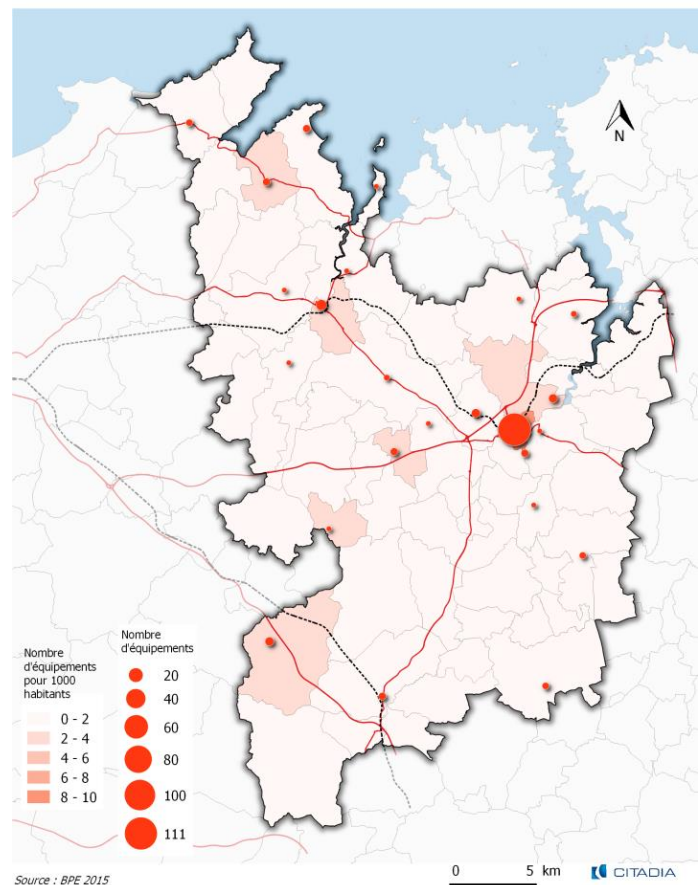 N
Nombre
d'équipements
pour 1000
habitants
0 - 2
2 - 4
4 - 6
6 - 8
8 - 10
Nombre
d'équipements
20
40
60
80
100
111
Source : BPE 2015
0 5 km
CITADIA